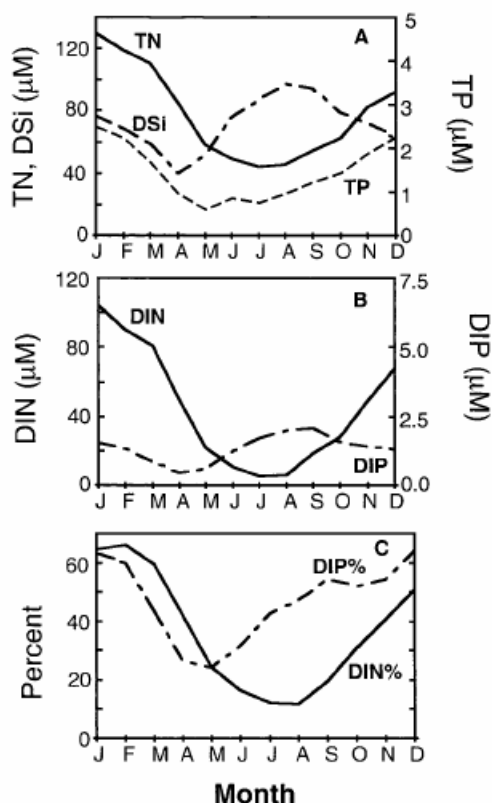 A
TN
DSi
TP
120
80
40
0
5
4
3
2
1
0
TN, DSi (μM)
TP (μM)
J F M A M J J A S O N D
B
DIN
DIP
120
80
40
0
7.5
5.0
2.5
0.0
DIN (μM)
DIP (μM)
J F M A M J J A S O N D
C
DIP%
DIN%
60
40
20
0
Percent
J F M A M J J A S O N D
Month